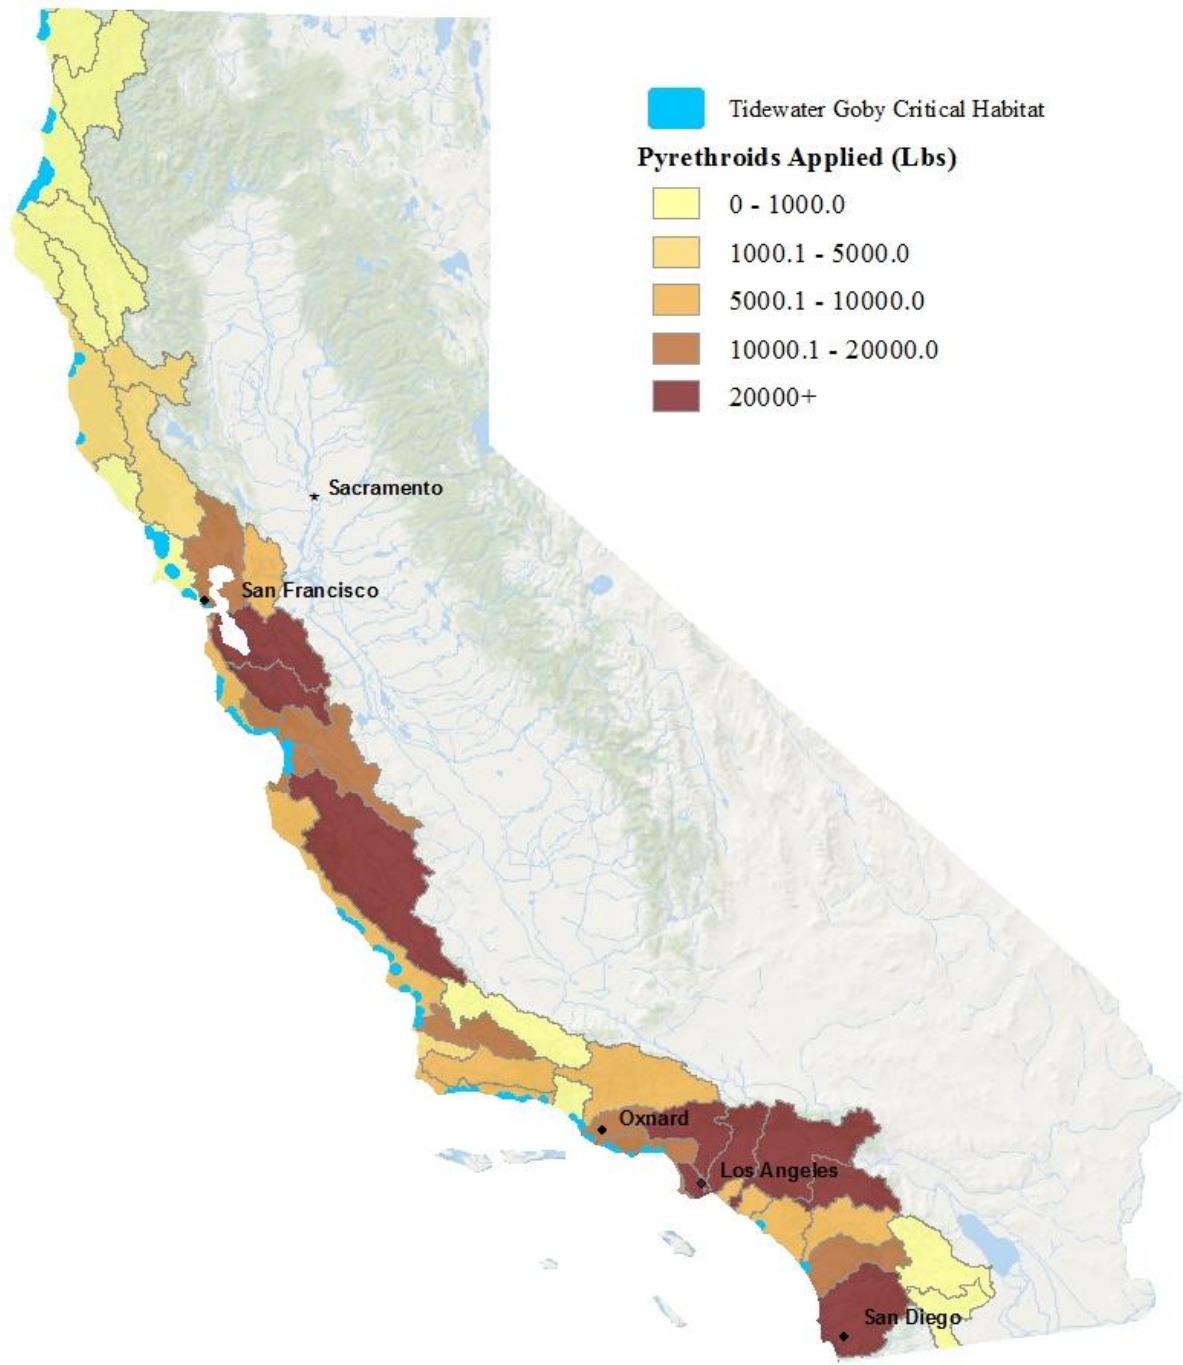 Tidewater Goby Critical Habitat
Pyrethroids Applied (Lbs)
0 - 1000.0
1000.1 - 5000.0
5000.1 - 10000.0
10000.1 - 20000.0
20000+
Sacramento
San Francisco
Oxnard
Los Angeles
San Diego